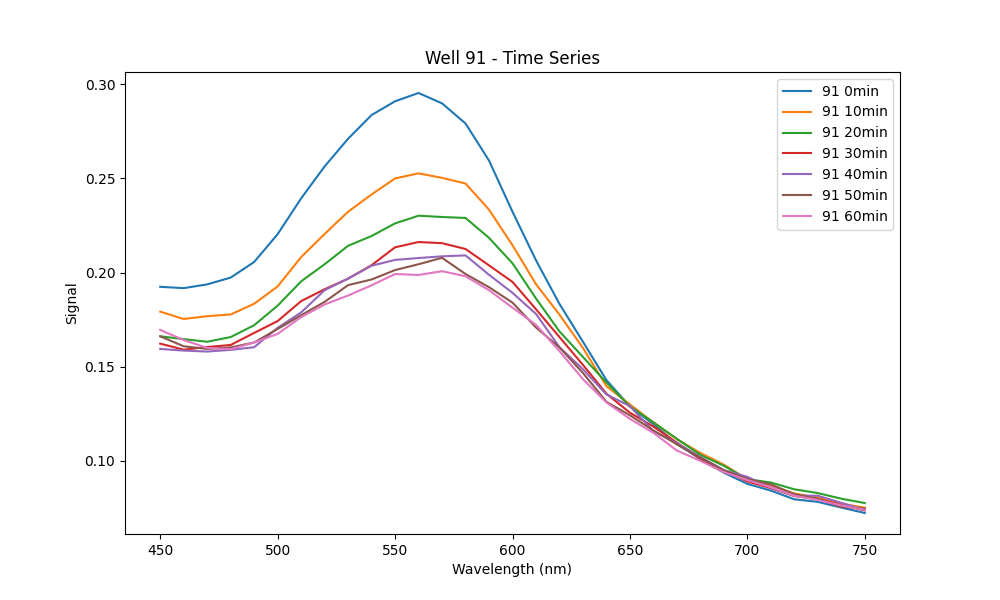 Well 91 - Time Series
91 0min
91 10min
91 20min
91 30min
91 40min
91 50min
91 60min
Signal
0.30
0.25
0.20
0.15
0.10
450 500 550 600 650 700 750
Wavelength (nm)